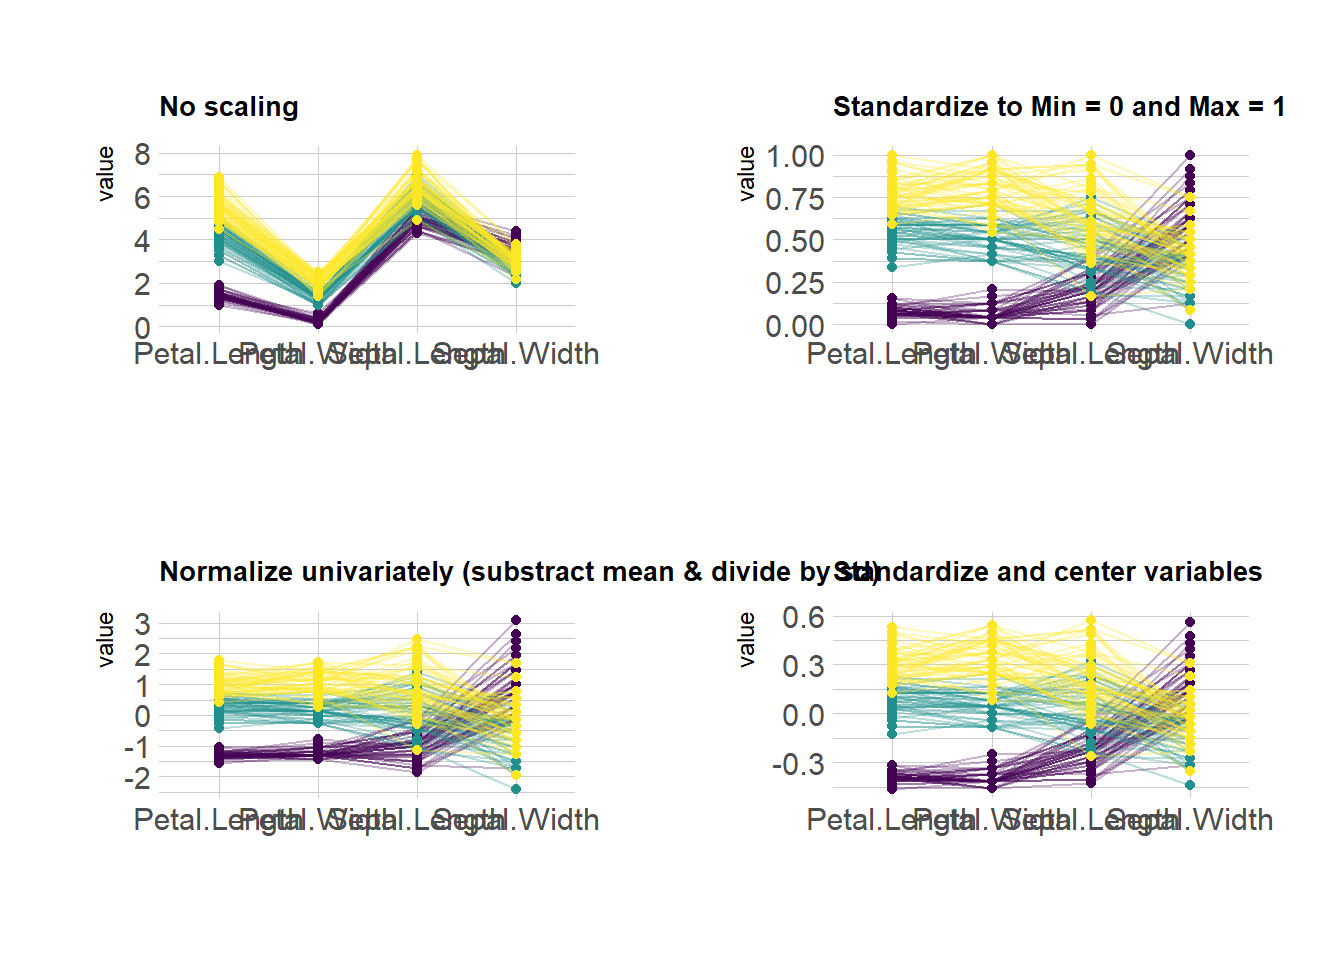 No scaling
value
8
6
4
2
0
Petal.Length Petal.Width Sepal.Length Sepal.Width
Standardize to Min = 0 and Max = 1
value
1.00
0.75
0.50
0.25
0.00
Petal.Length Petal.Width Sepal.Length Sepal.Width
Normalize univariately (substract mean & divide by sd)
value
3
2
1
0
-1
-2
Petal.Length Petal.Width Sepal.Length Sepal.Width
Standardize and center variables
value
0.6
0.3
0.0
-0.3
Petal.Length Petal.Width Sepal.Length Sepal.Width